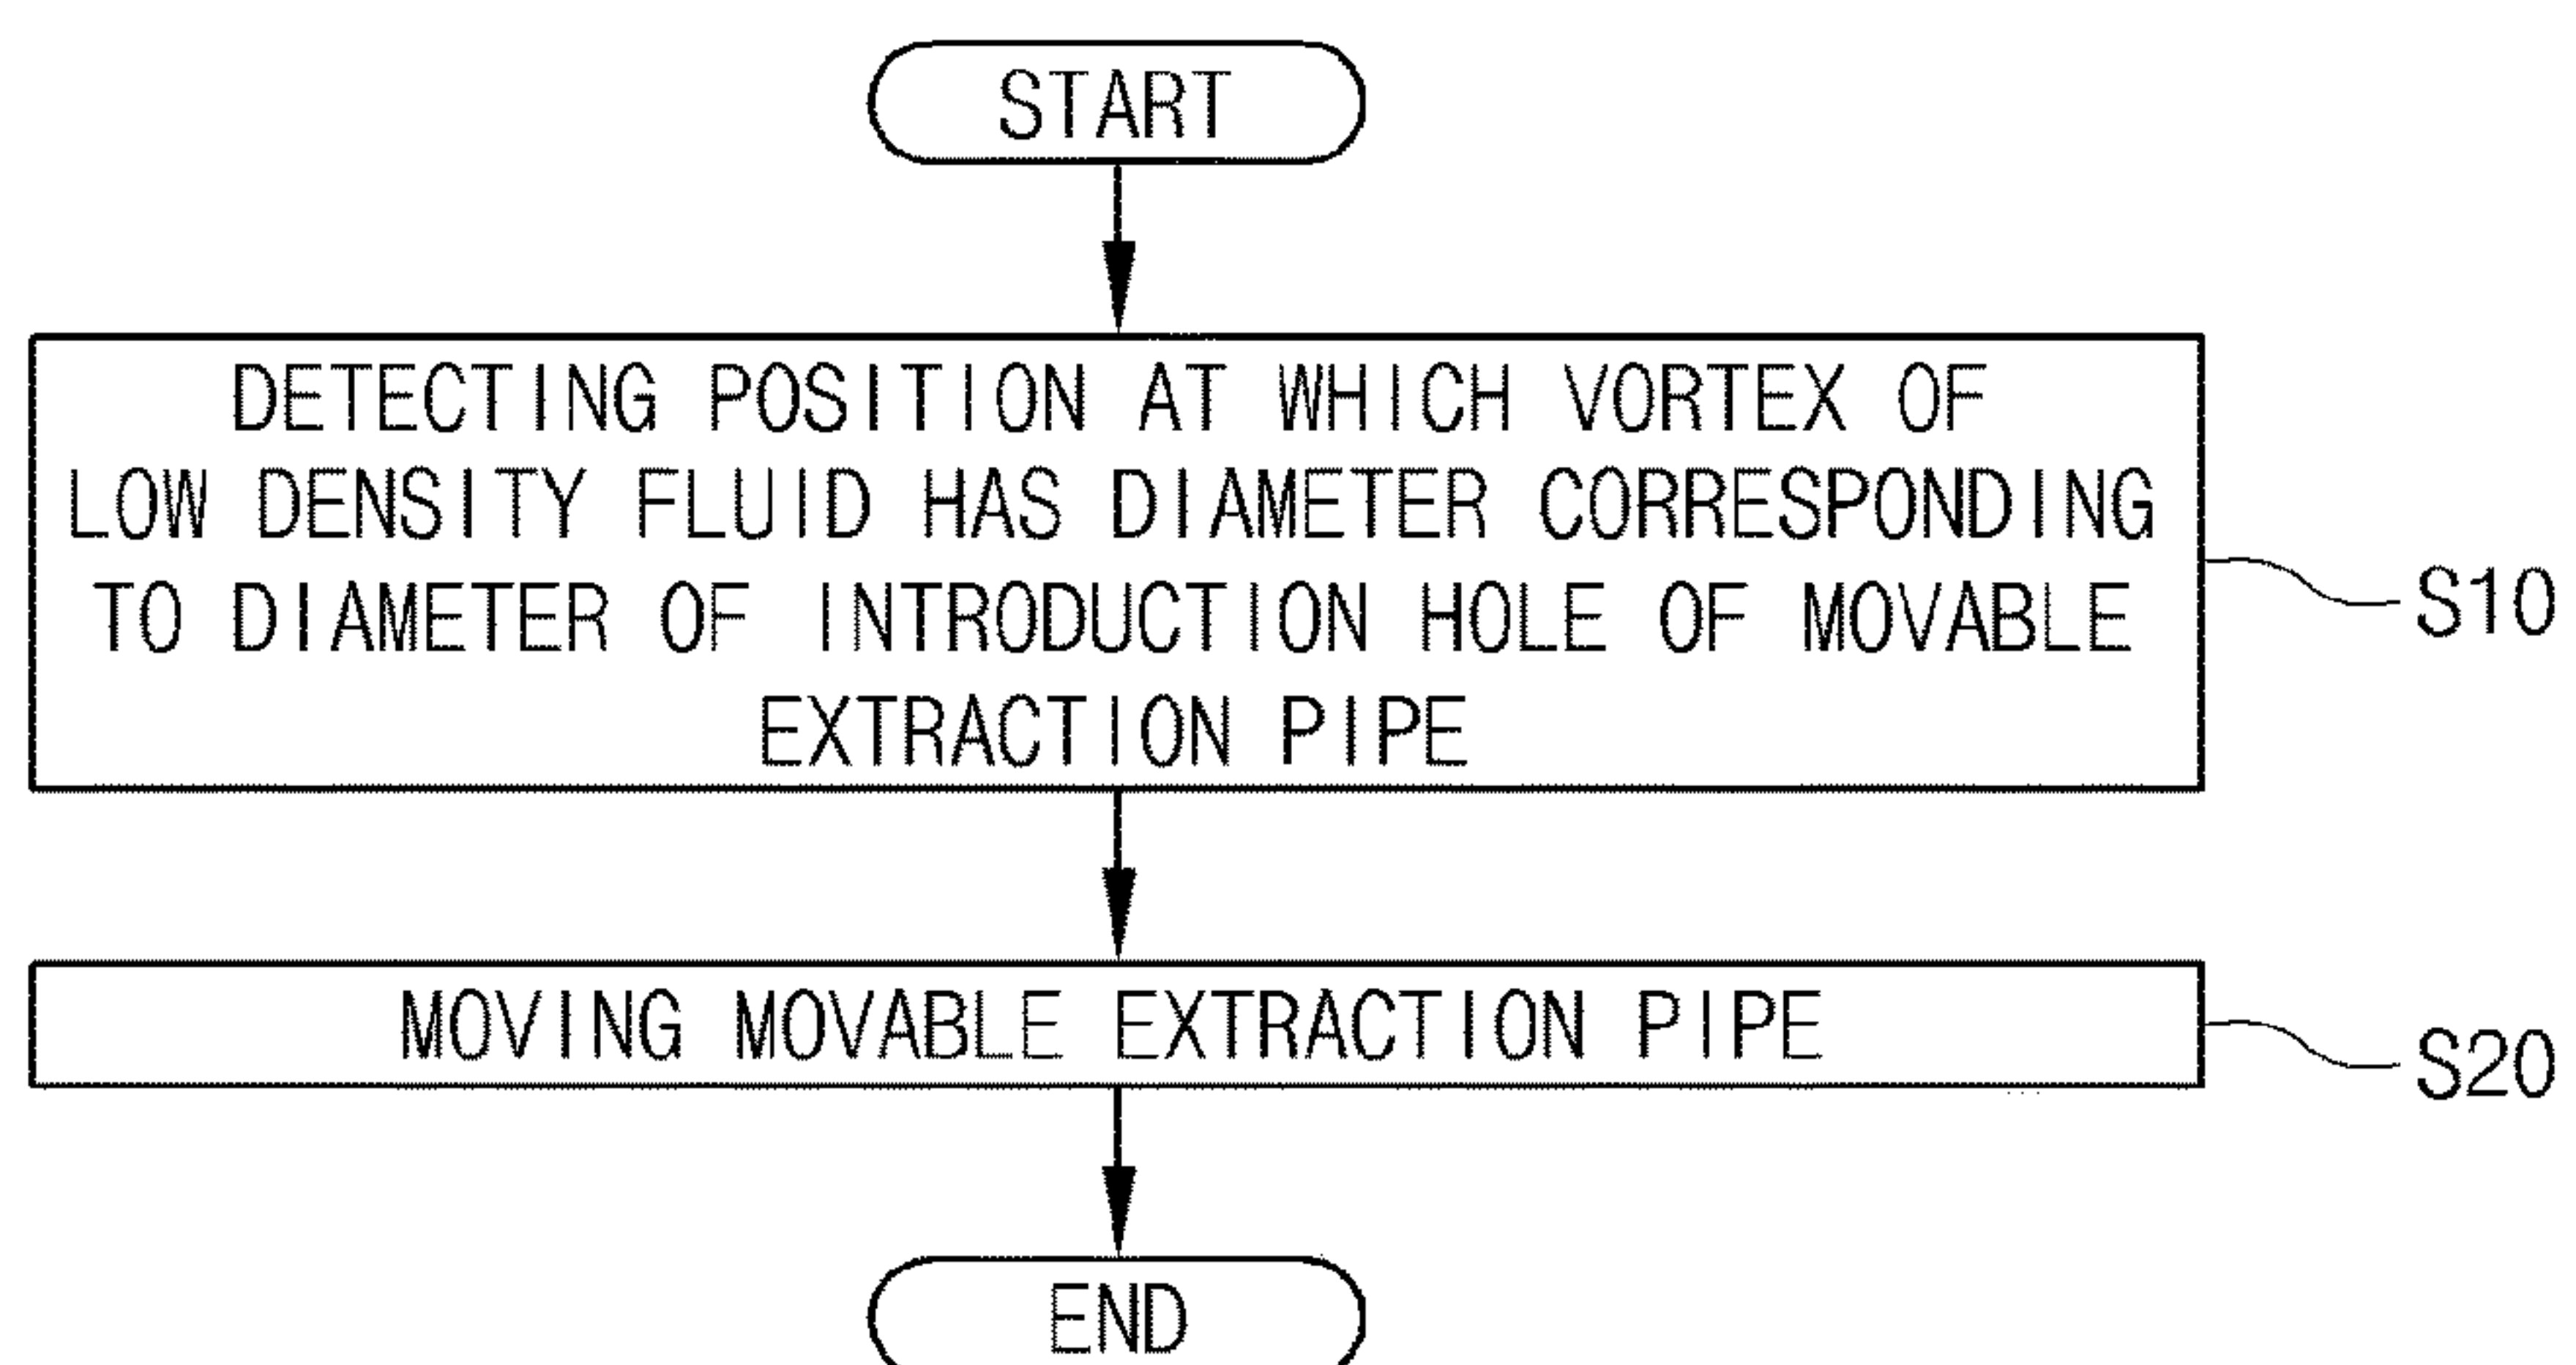 START
DETECTING POSITION AT WHICH VORTEX OF
LOW DENSITY FLUID HAS DIAMETER CORRESPONDING
TO DIAMETER OF INTRODUCTION HOLE OF MOVABLE
EXTRACTION PIPE
S10
MOVING MOVABLE EXTRACTION PIPE
S20
END